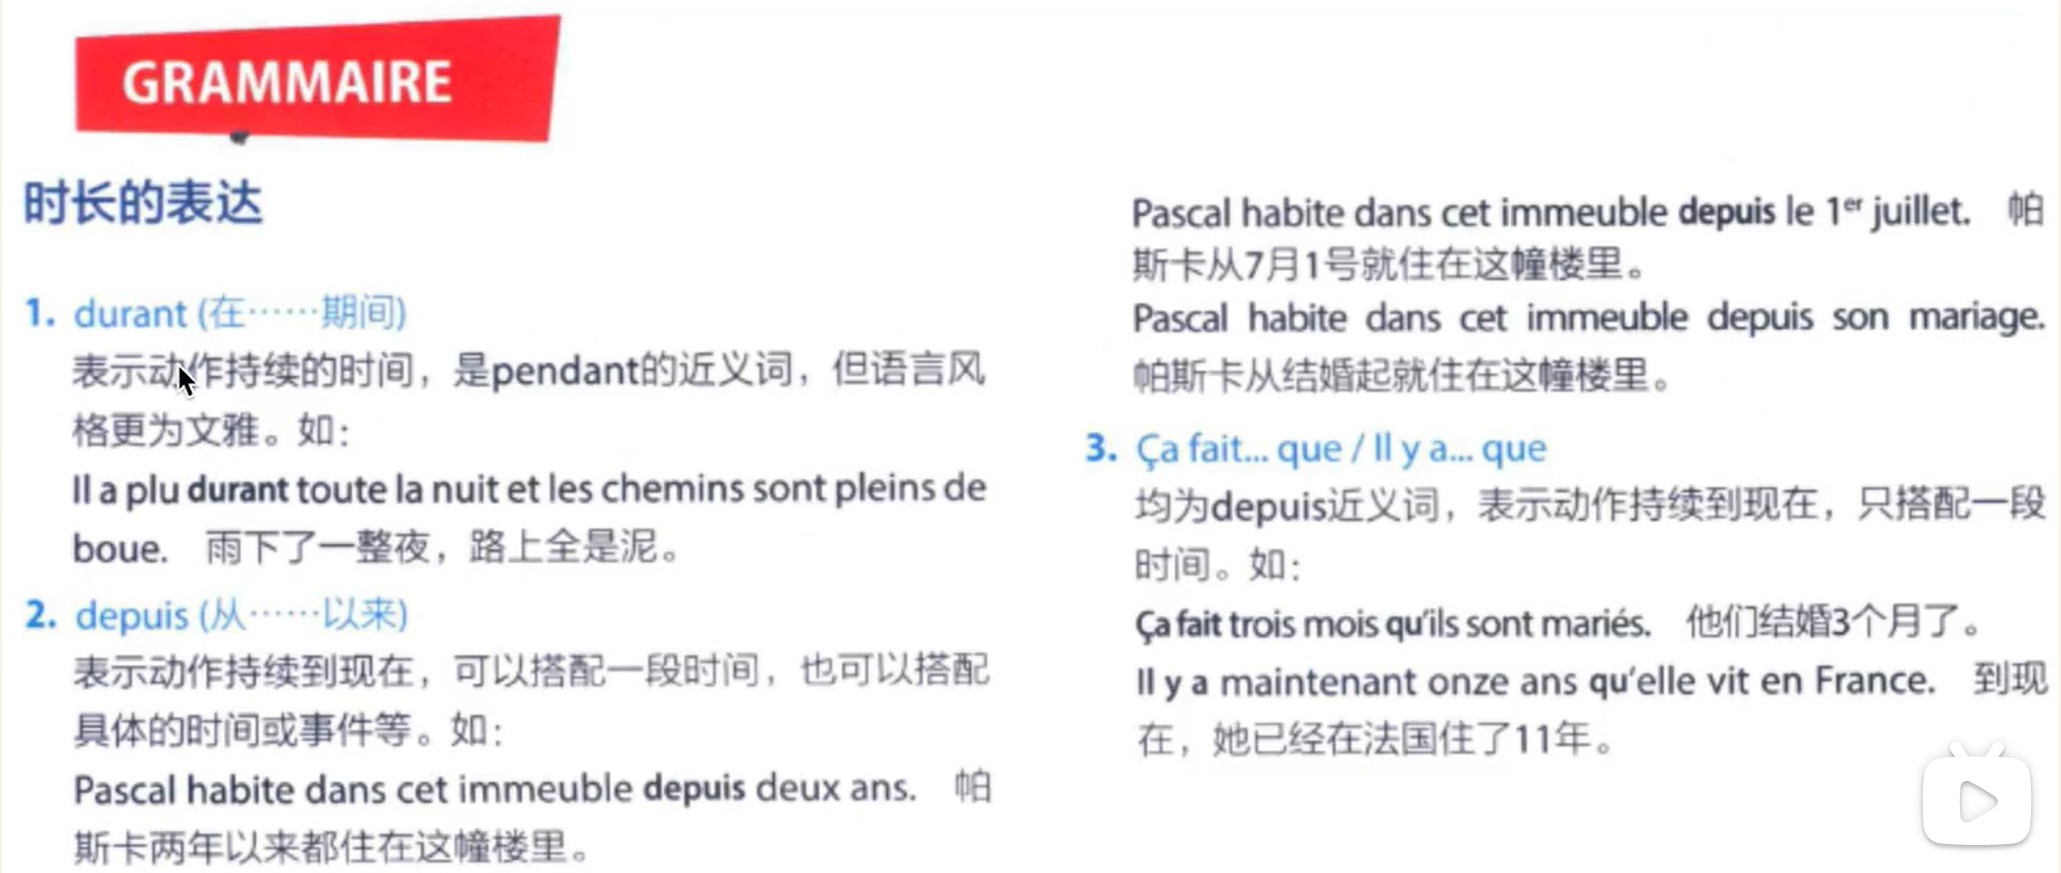 GRAMMAIRE
时长的表达
1. durant (在……期间)
表示动作持续的时间，是pendant的近义词，但语言风
格更为文雅。如：
Il a plu durant toute la nuit et les chemins sont pleins de
boue. 雨下了一整夜，路上全是泥。
2. depuis (从……以来)
表示动作持续到现在，可以搭配一段时间，也可以搭配
具体的时间或事件等。如：
Pascal habite dans cet immeuble depuis deux ans. 帕
斯卡两年以来都住在这幢楼里。
Pascal habite dans cet immeuble depuis le 1er juillet. 帕
斯卡从7月1号就住在这幢楼里。
Pascal habite dans cet immeuble depuis son mariage.
帕斯卡从结婚起就住在这幢楼里。
3. Ça fait... que / Il y a... que
均为depuis近义词，表示动作持续到现在，只搭配一段
时间。如：
Ça fait trois mois qu'ils sont mariés. 他们结婚3个月了。
Il y a maintenant onze ans qu'elle vit en France. 到现
在，她已经在法国住了11年。